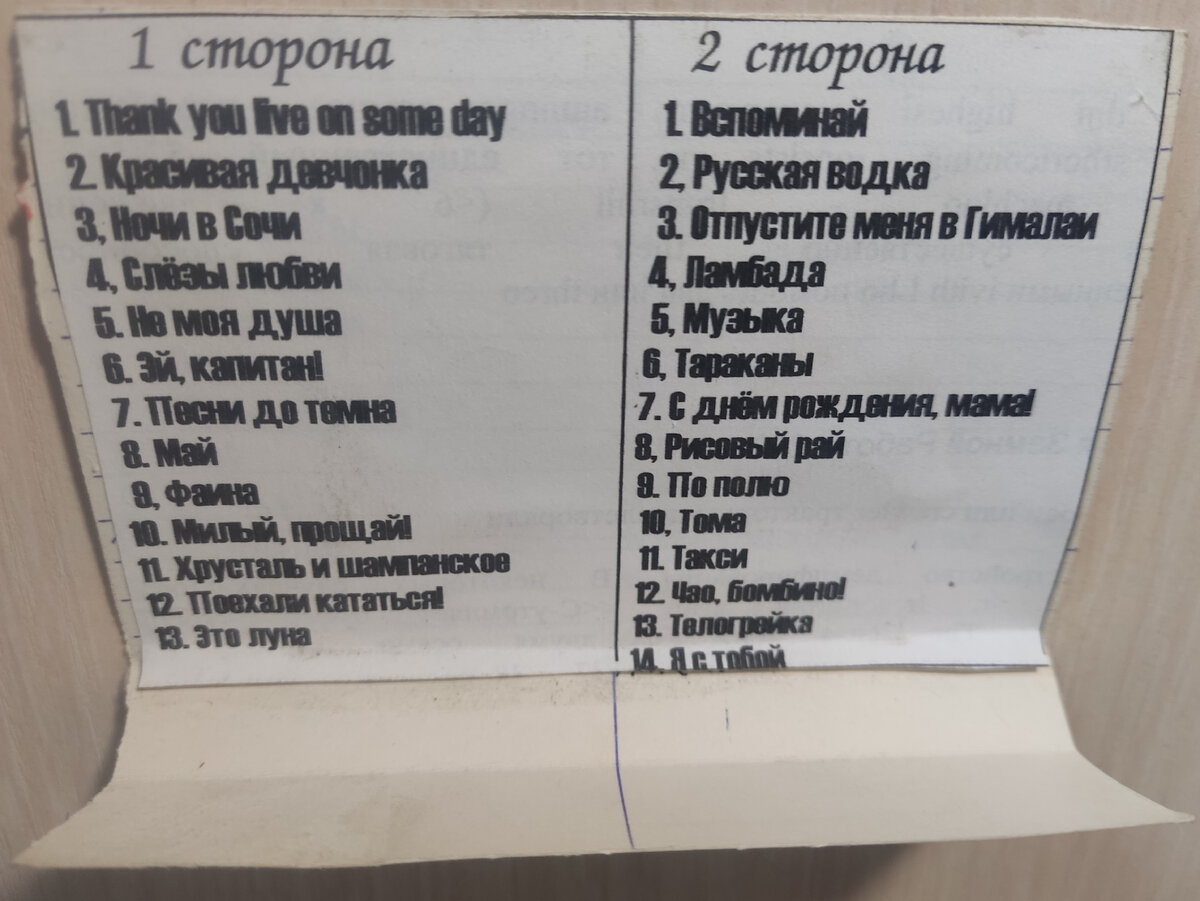 1 сторона
1. Thank you live on some day
2. Красивая девчонка
3, Ночи в Сочи
4, Слёзы любви
5. Не моя душа
6. Эй, капитан!
7. Песни до темна
8. Май
9, Фаина
10. Милый, прощай!
11. Хрусталь и шампанское
12. Поехали кататься!
13. Это луна
2 сторона
1. Вспоминай
2, Русская водка
3. Отпустите меня в Гималаи
4, Ламбада
5, Музыка
6, Тараканы
7. С днём рождения, мама!
8, Рисовый рай
9. По полю
10, Тома
11. Такси
12. Чао, бомбино!
13. Телогрейка
14. Я с тобой